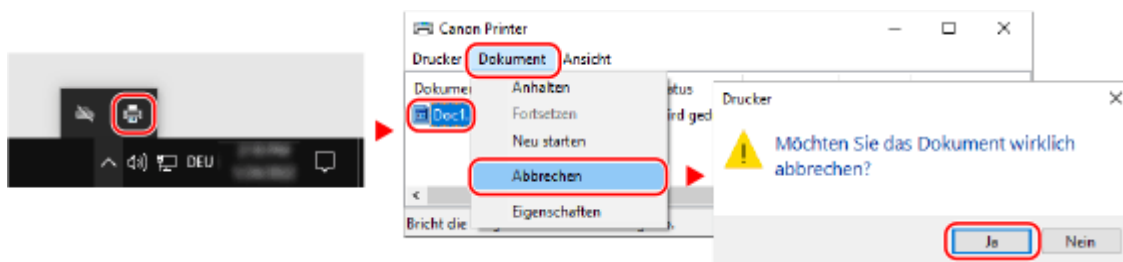 DEU
Canon Printer
Drucker Dokument Ansicht
Anhalten
Doc1.
Fortsetzen
Neu starten
Abbrechen
Eigenschaften
Bricht die
Drucker
Möchten Sie das Dokument wirklich
abbrechen?
Ja Nein